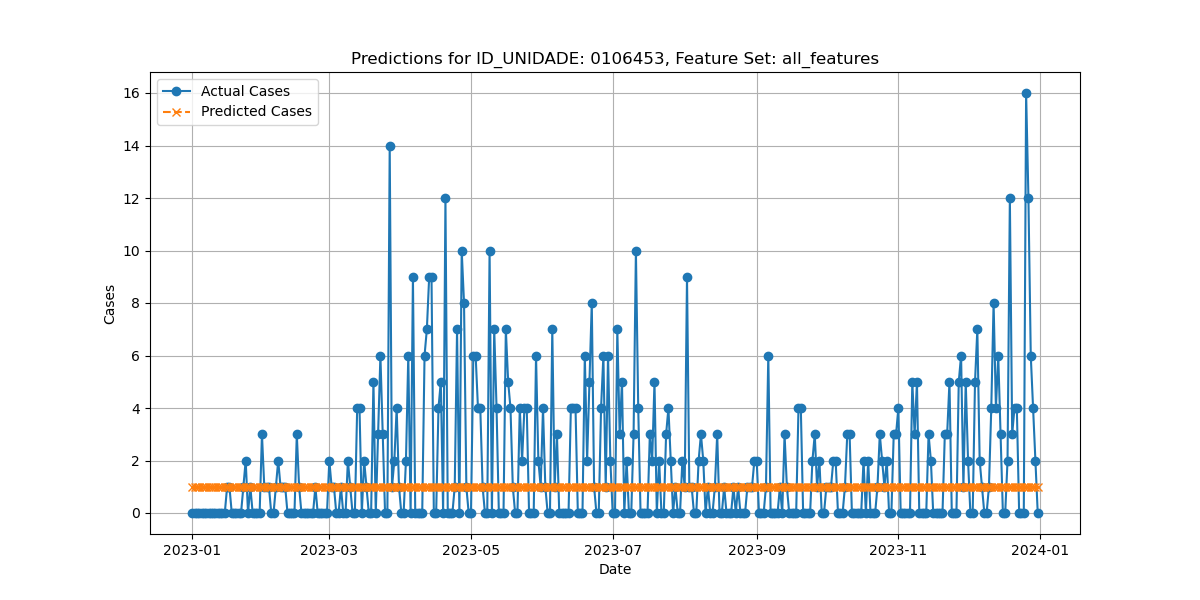 Predictions for ID_UNIDADE: 0106453, Feature Set: all_features
Actual Cases
Predicted Cases
16
14
12
10
8
6
4
2
0
Cases
2023-01 2023-03 2023-05 2023-07 2023-09 2023-11 2024-01
Date